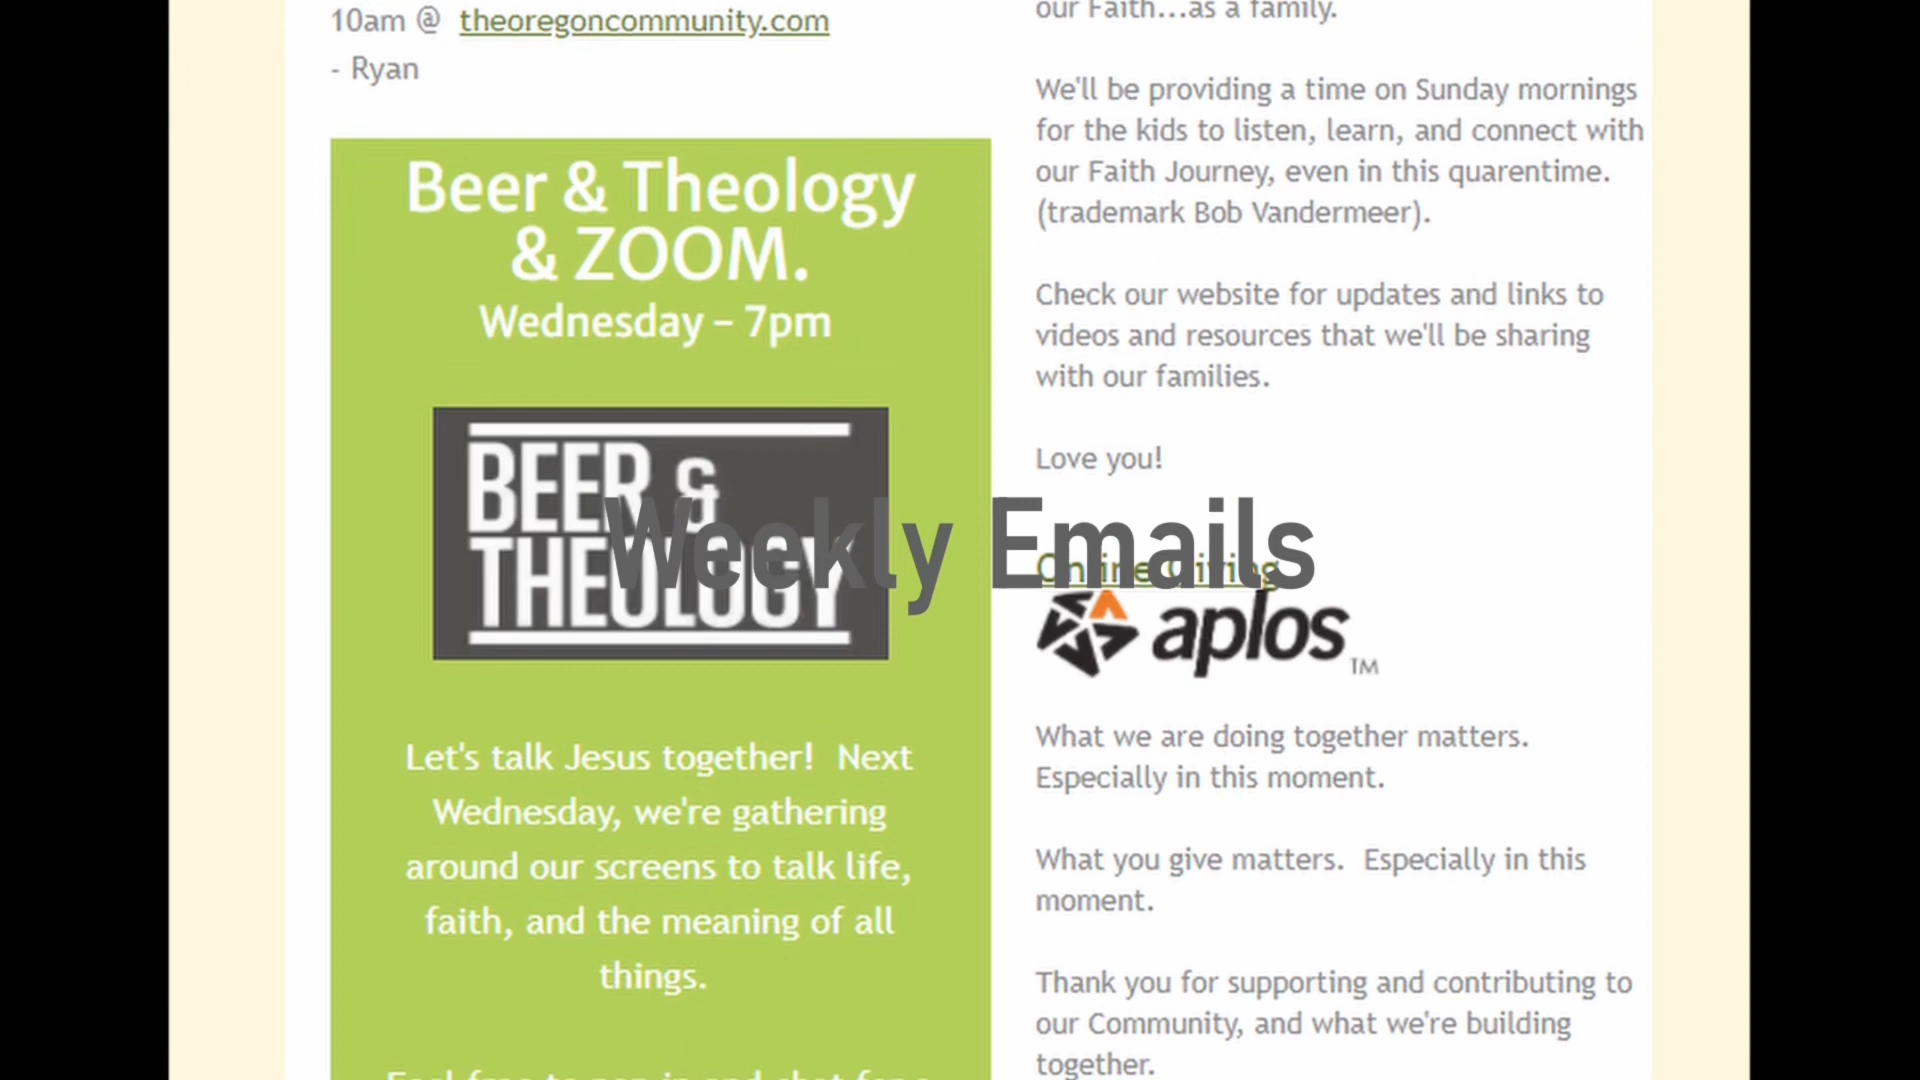 10am @ theoregoncommunity.com
- Ryan
Beer & Theology
& ZOOM.
Wednesday – 7pm
BEER &
THEOLOGY
Let's talk Jesus together! Next
Wednesday, we're gathering
around our screens to talk life,
faith, and the meaning of all
things.
our Faith...as a family.
We'll be providing a time on Sunday mornings
for the kids to listen, learn, and connect with
our Faith Journey, even in this quarentime.
(trademark Bob Vandermeer).
Check our website for updates and links to
videos and resources that we'll be sharing
with our families.
Love you!
Online Giving
aplos TM
What we are doing together matters.
Especially in this moment.
What you give matters. Especially in this
moment.
Thank you for supporting and contributing to
our Community, and what we're building
together.
Weekly Emails